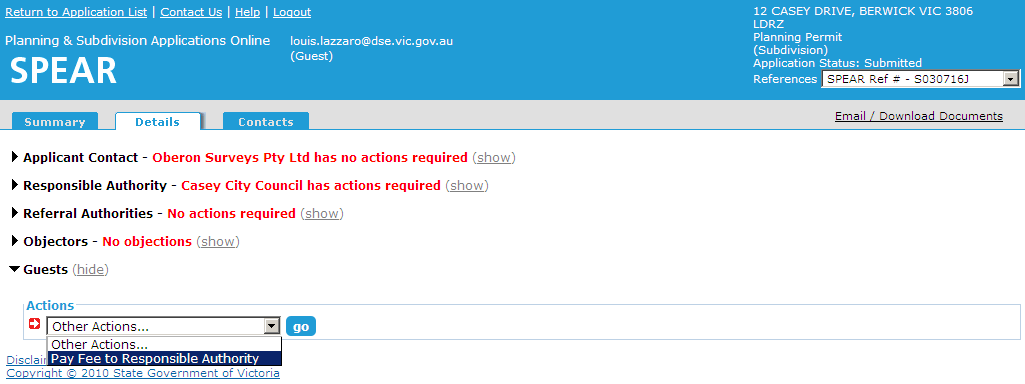 Return to Application List | Contact Us | Help | Logout
Planning & Subdivision Applications Online
SPEAR
louis.lazzaro@dse.vic.gov.au
(Guest)
12 CASEY DRIVE, BERWICK VIC 3806
LDRZ
Planning Permit
(Subdivision)
Application Status: Submitted
References SPEAR Ref # - S030716J
Summary Details Contacts Email / Download Documents
Applicant Contact - Oberon Surveys Pty Ltd has no actions required (show)
Responsible Authority - Casey City Council has actions required (show)
Referral Authorities - No actions required (show)
Objectors - No objections (show)
Guests (hide)
Actions
Other Actions... go
Other Actions...
Pay Fee to Responsible Authority
Disclai
Copyright © 2010 State Government of Victoria